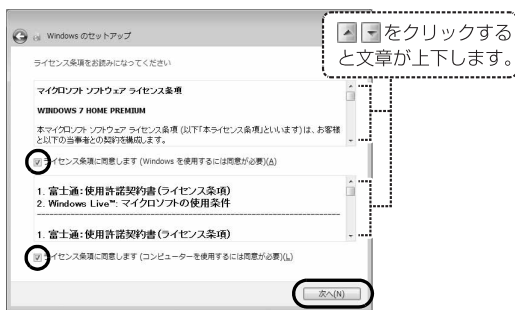 Windows のセットアップ
をクリックする
と文章が上下します。
ライセンス条項をお読みになってください
マイクロソフト ソフトウェア ライセンス条項
WINDOWS 7 HOME PREMIUM
本マイクロソフト ソフトウェア ライセンス条項 (以下「本ライセンス条項」といいます) は、お客様
と以下の当事者との契約を構成します。
ライセンス条項に同意します (Windows を使用するには同意が必要)(A)
1. 富士通：使用許諾契約書(ライセンス条項)
2. Windows Live™: マイクロソフトの使用条件
1. 富士通：使用許諾契約書(ライセンス条項)
ライセンス条項に同意します (コンピューターを使用するには同意が必要)(L)
次へ(N)